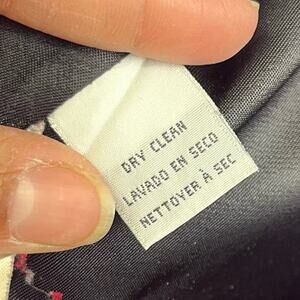 DRY CLEAN
LAVADO EN SECO
NETTOYER À SEC